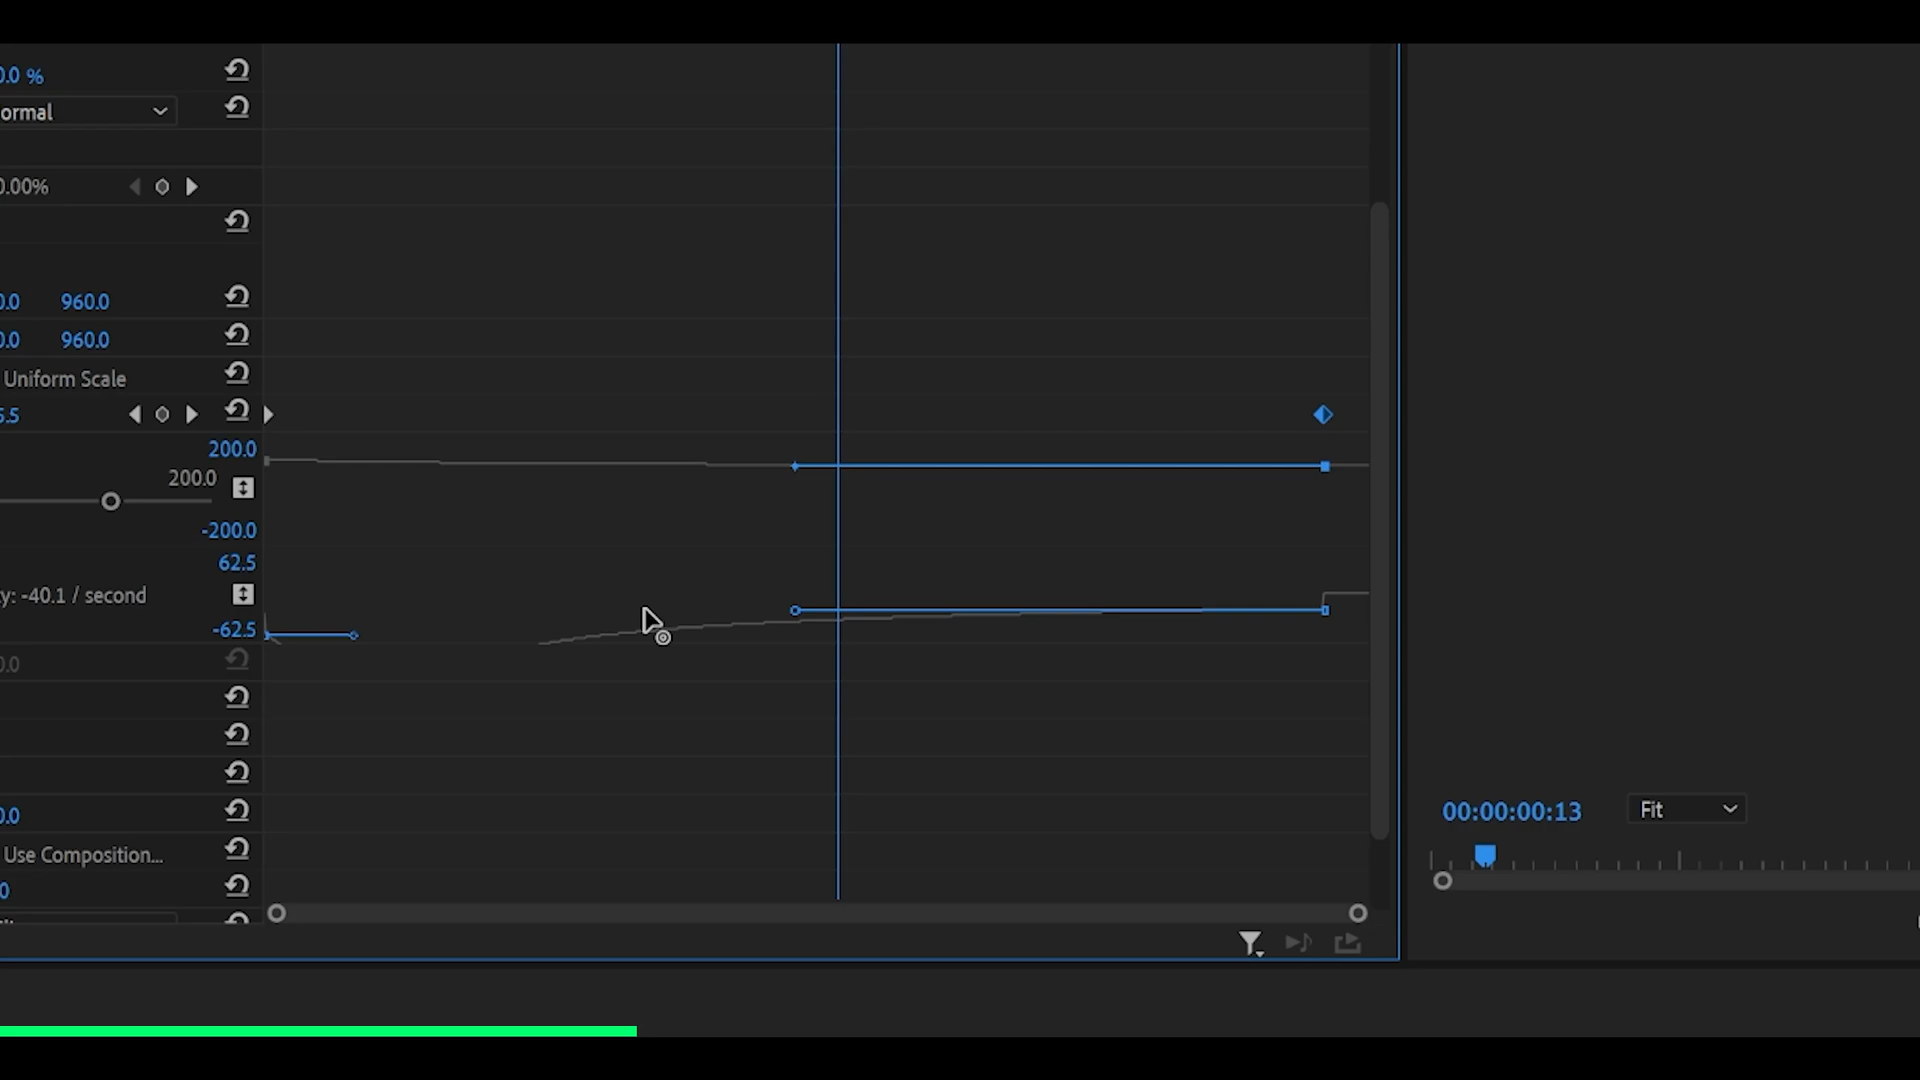 0.0 %
ormal
0.00%
0.0 960.0
0.0 960.0
Uniform Scale
5.5
200.0
200.0
-200.0
62.5
ty: -40.1 / second
-62.5
0.0
0.0
Use Composition...
0
00:00:00:13 Fit